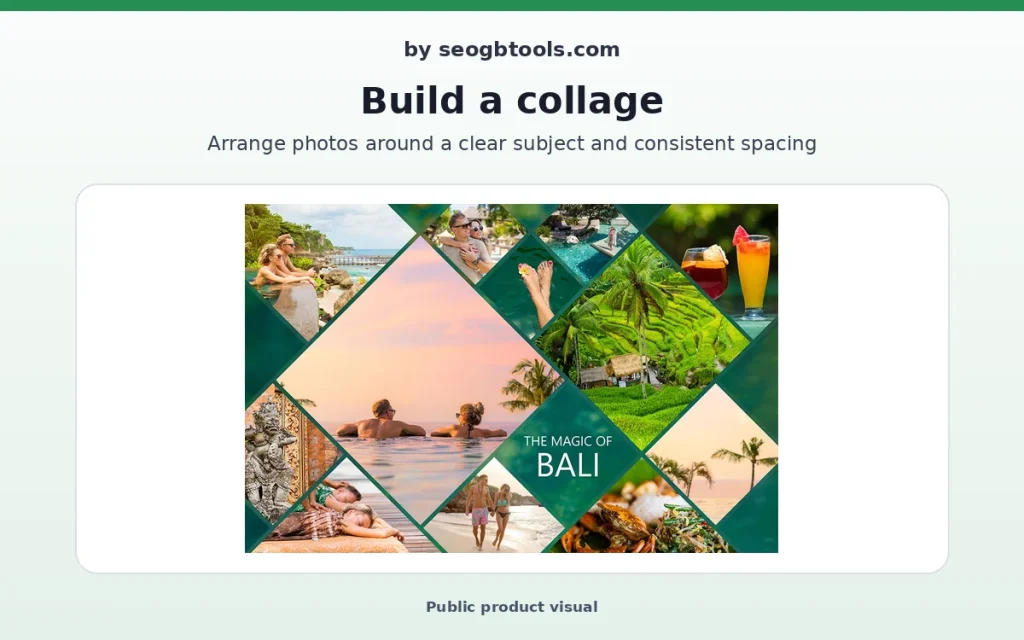 by seogbtools.com
Build a collage
Arrange photos around a clear subject and consistent spacing
THE MAGIC OF
BALI
Public product visual